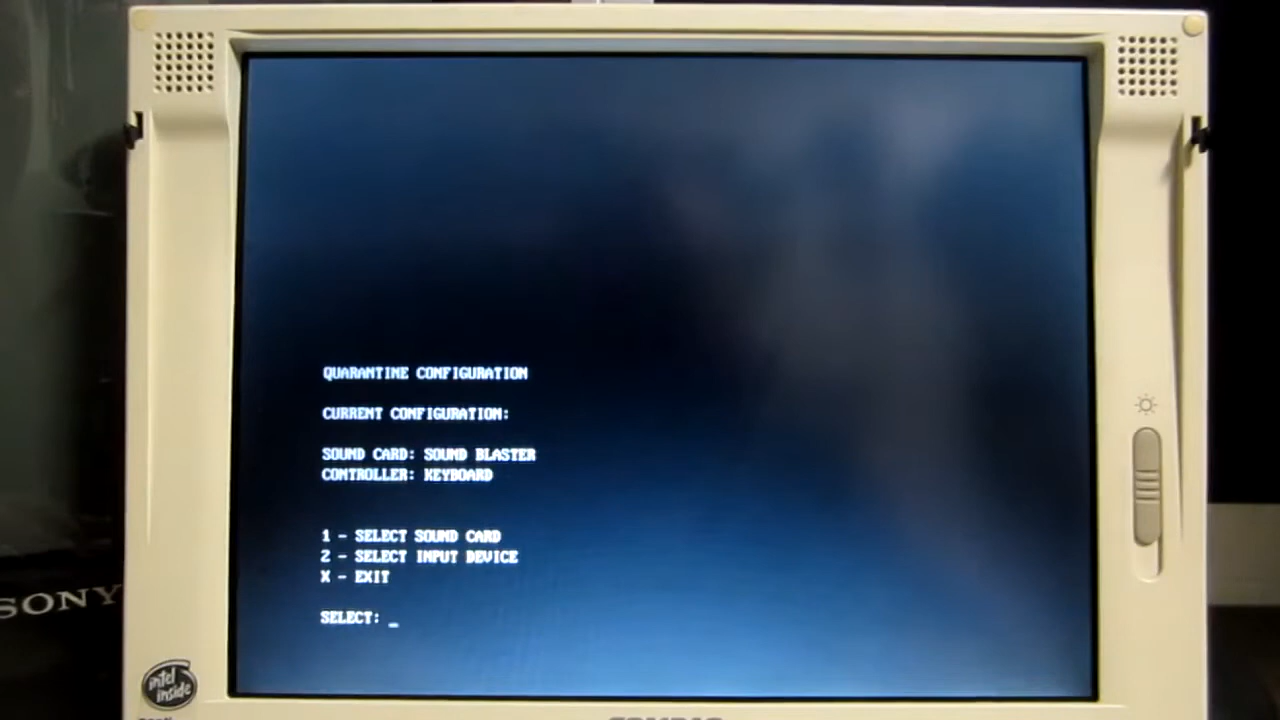 QUARANTINE CONFIGURATION
CURRENT CONFIGURATION:
SOUND CARD: SOUND BLASTER
CONTROLLER: KEYBOARD
1 - SELECT SOUND CARD
2 - SELECT INPUT DEVICE
X - EXIT
SELECT: _
SONY
intel
inside